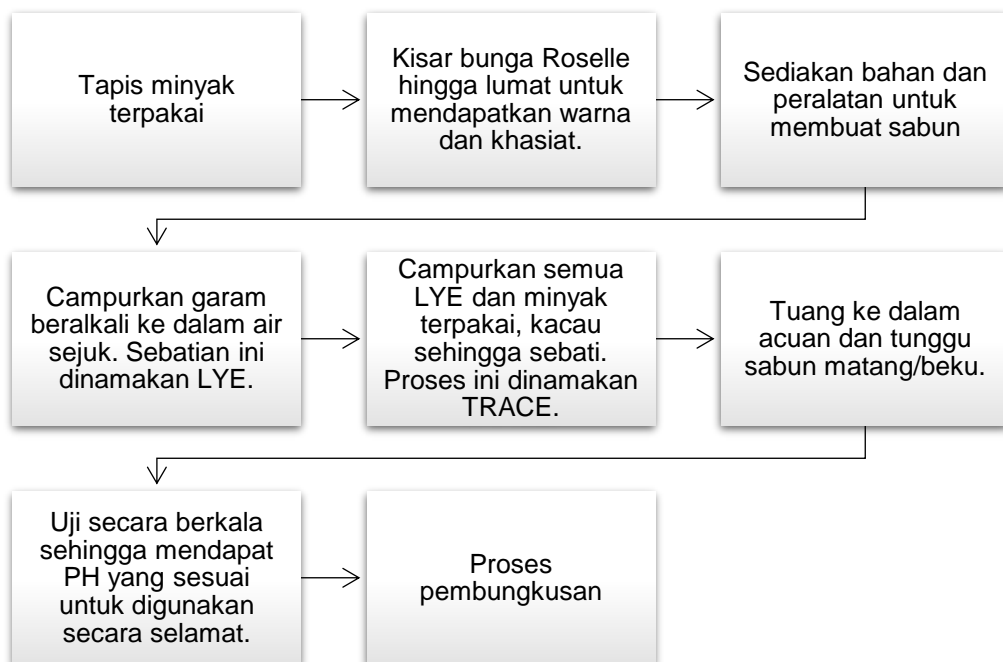 Tapis minyak
terpakai
Kisar bunga Roselle
hingga lumat untuk
mendapatkan warna
dan khasiat.
Sediakan bahan dan
peralatan untuk
membuat sabun
Campurkan garam
beralkali ke dalam air
sejuk. Sebatian ini
dinamakan LYE.
Campurkan semua
LYE dan minyak
terpakai, kacau
sehingga sebati.
Proses ini dinamakan
TRACE.
Tuang ke dalam
acuan dan tunggu
sabun matang/beku.
Uji secara berkala
sehingga mendapat
PH yang sesuai
untuk digunakan
secara selamat.
Proses
pembungkusan